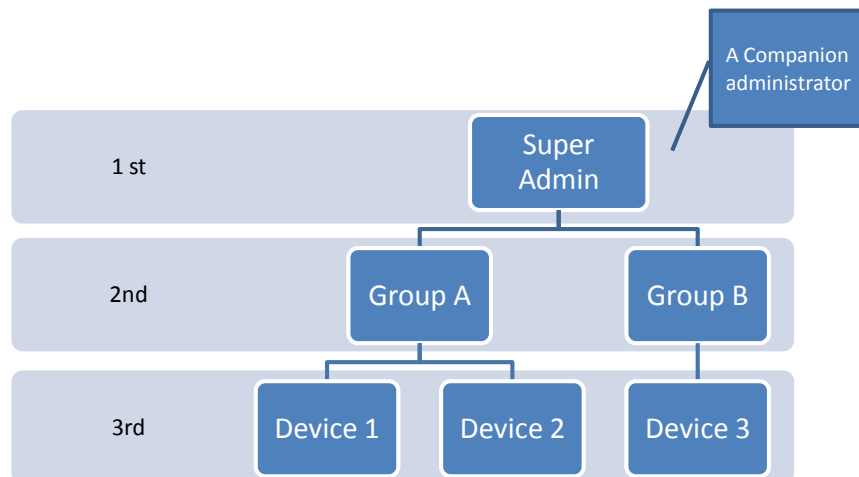 A Companion
administrator
1 st
Super
Admin
2nd
Group A
Group B
3rd
Device 1
Device 2
Device 3